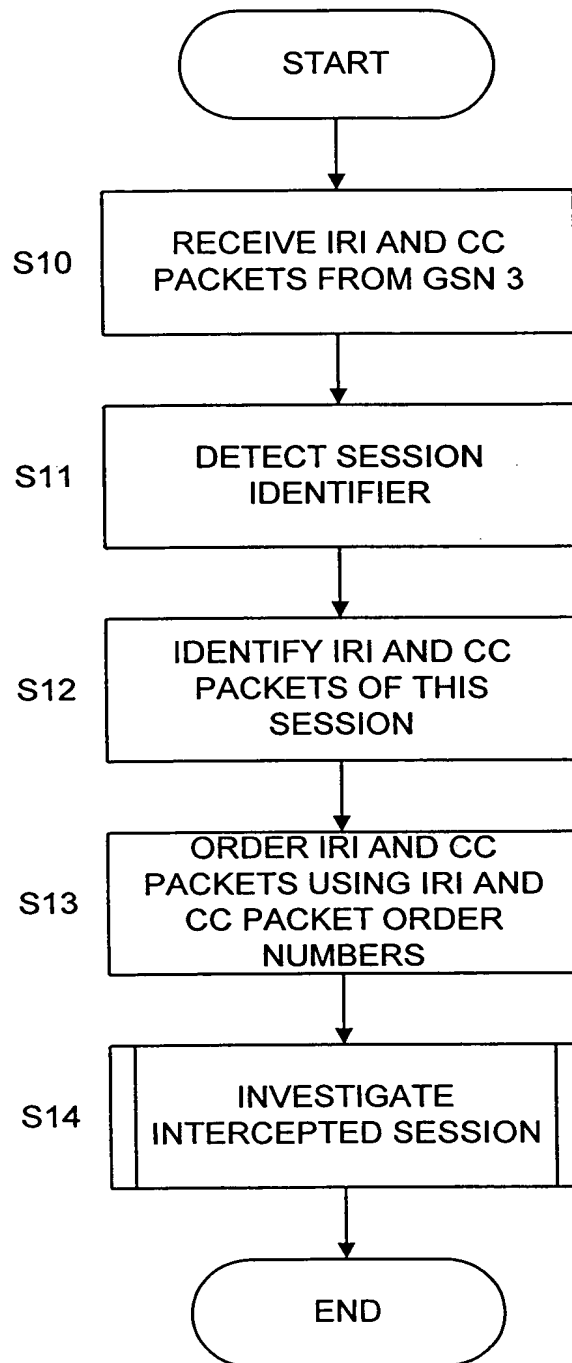 START
S10
RECEIVE IRI AND CC
PACKETS FROM GSN 3
S11
DETECT SESSION
IDENTIFIER
S12
IDENTIFY IRI AND CC
PACKETS OF THIS
SESSION
S13
ORDER IRI AND CC
PACKETS USING IRI AND
CC PACKET ORDER
NUMBERS
S14
INVESTIGATE
INTERCEPTED SESSION
END